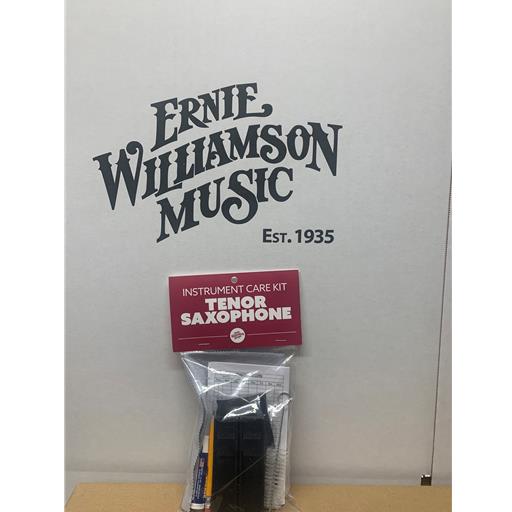 ERNIE
WILLIAMSON
MUSIC
EST. 1935
INSTRUMENT CARE KIT
TENOR
SAXOPHONE